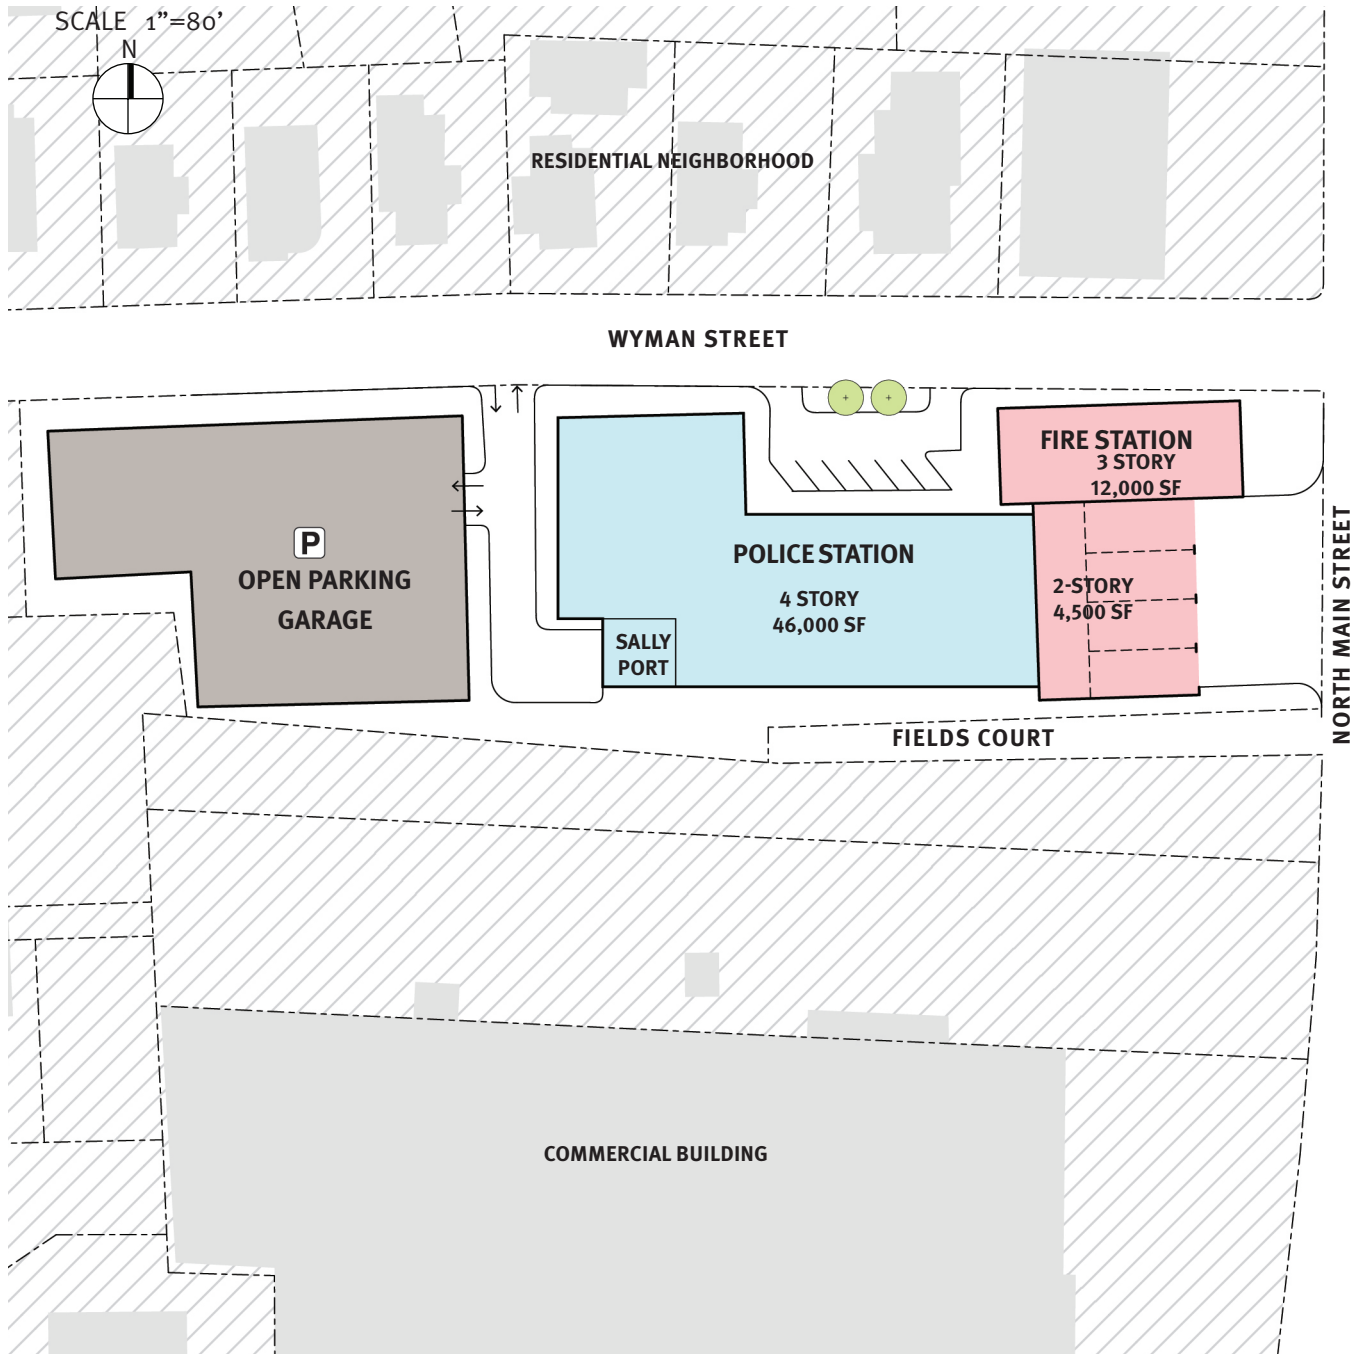 SCALE 1”=80’
N
RESIDENTIAL NEIGHBORHOOD
WYMAN STREET
FIRE STATION
3 STORY
12,000 SF
P
OPEN PARKING
GARAGE
POLICE STATION
4 STORY
46,000 SF
SALLY
PORT
2-STORY
4,500 SF
NORTH MAIN STREET
FIELDS COURT
COMMERCIAL BUILDING